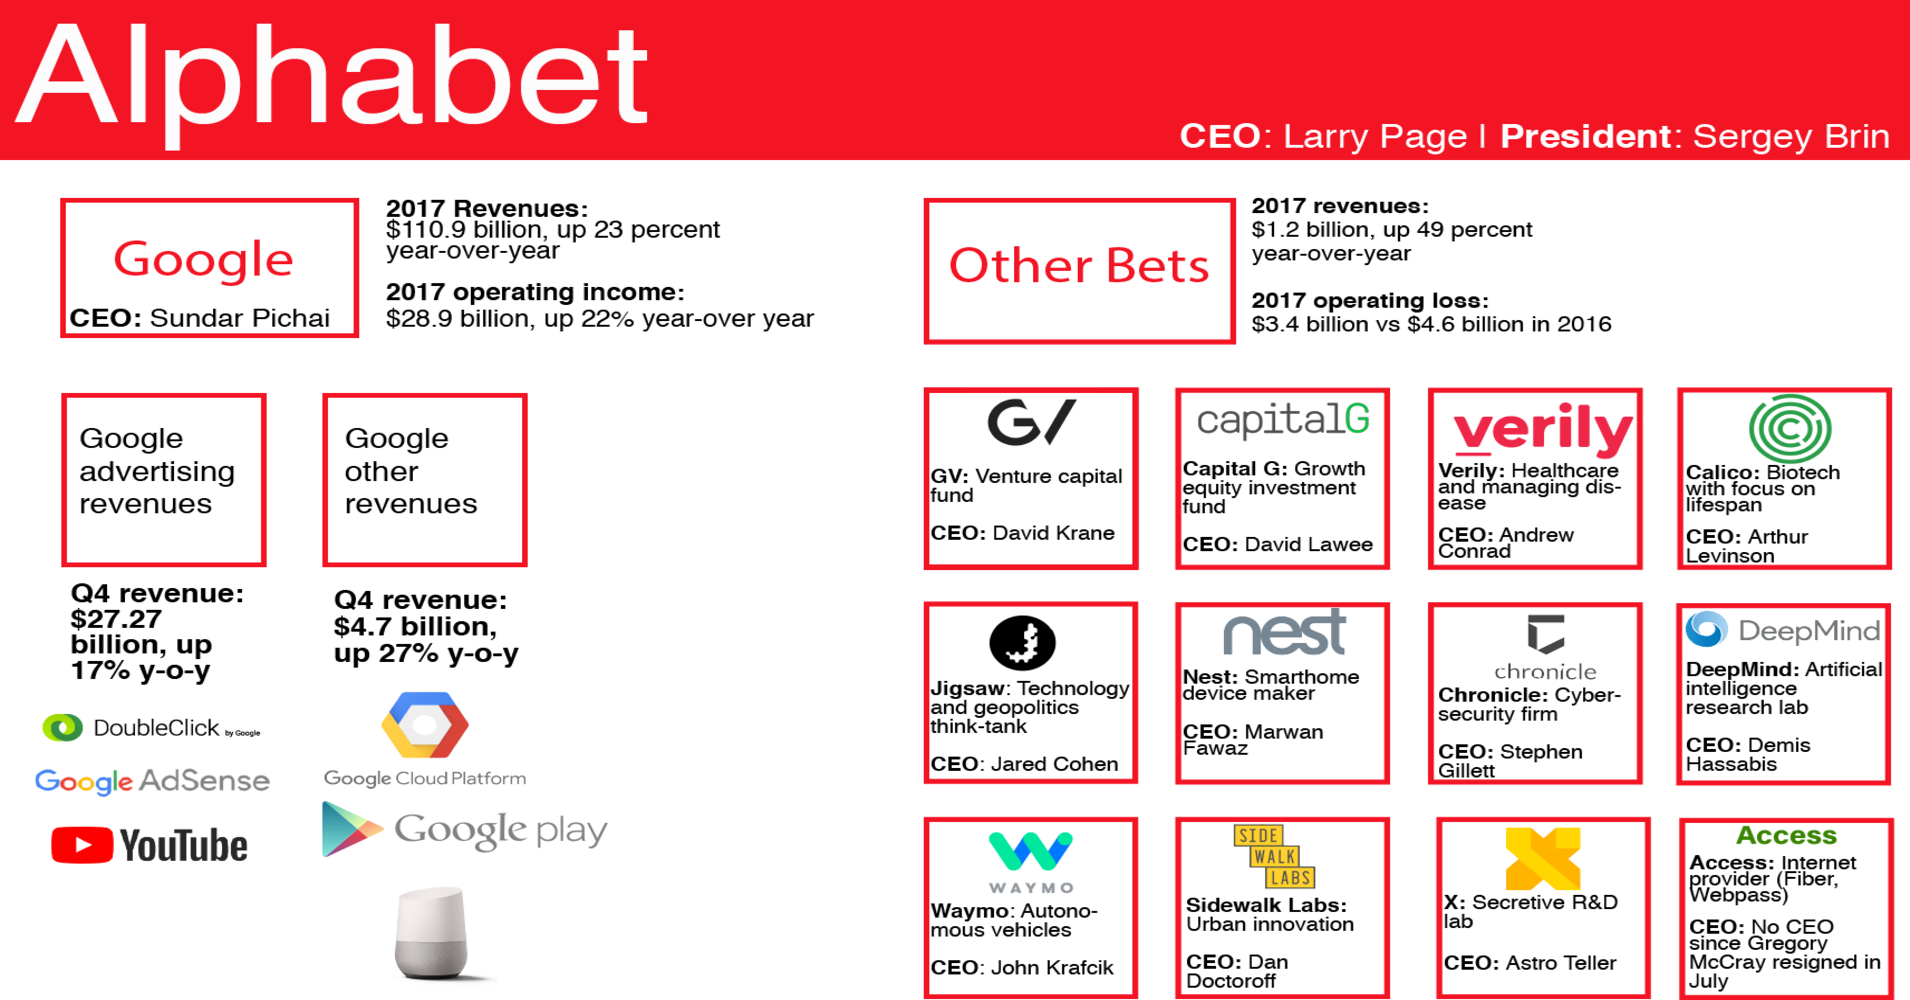 Alphabet
CEO: Larry Page | President: Sergey Brin
Google
CEO: Sundar Pichai
2017 Revenues:
$110.9 billion, up 23 percent
year-over-year
2017 operating income:
$28.9 billion, up 22% year-over year
Other Bets
2017 revenues:
$1.2 billion, up 49 percent
year-over-year
2017 operating loss:
$3.4 billion vs $4.6 billion in 2016
Google
advertising
revenues
Q4 revenue:
$27.27
billion, up
17% y-o-y
DoubleClick by Google
Google AdSense
YouTube
Google
other
revenues
Q4 revenue:
$4.7 billion,
up 27% y-o-y
Google Cloud Platform
Google play
GV
GV: Venture capital
fund
CEO: David Krane
capitalG
Capital G: Growth
equity investment
fund
CEO: David Lawee
verily
Verily: Healthcare
and managing dis-
ease
CEO: Andrew
Conrad
Calico: Biotech
with focus on
lifespan
CEO: Arthur
Levinson
Jigsaw: Technology
and geopolitics
think-tank
CEO: Jared Cohen
nest
Nest: Smarthome
device maker
CEO: Marwan
Fawaz
chronicle
Chronicle: Cyber-
security firm
CEO: Stephen
Gillett
DeepMind
DeepMind: Artificial
intelligence
research lab
CEO: Demis
Hassabis
WAYMO
Waymo: Autono-
mous vehicles
CEO: John Krafcik
SIDE
WALK
LABS
Sidewalk Labs:
Urban innovation
CEO: Dan
Doctoroff
X: Secretive R&D
lab
CEO: Astro Teller
Access
Access: Internet
provider (Fiber,
Webpass)
CEO: No CEO
since Gregory
McCray resigned in
July